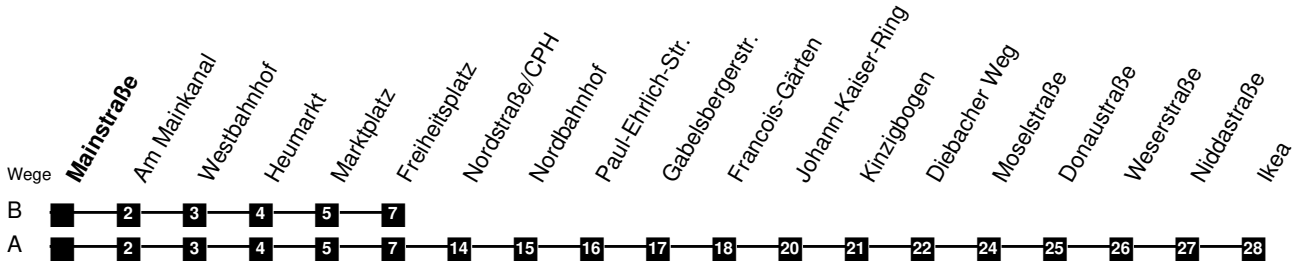 Wege
Mainstraße
Am Mainkanal
Westbahnhof
Heumarkt
Marktplatz
Freiheitsplatz
Nordstraße/CPH
Nordbahnhof
Paul-Ehrlich-Str.
Gabelsbergerstr.
Francois-Gärten
Johann-Kaiser-Ring
Kinzigbogen
Diebacher Weg
Moselstraße
Donaustraße
Weserstraße
Niddastraße
Ikea
B 2 3 4 5 7
A 2 3 4 5 7 14 15 16 17 18 20 21 22 24 25 26 27 28